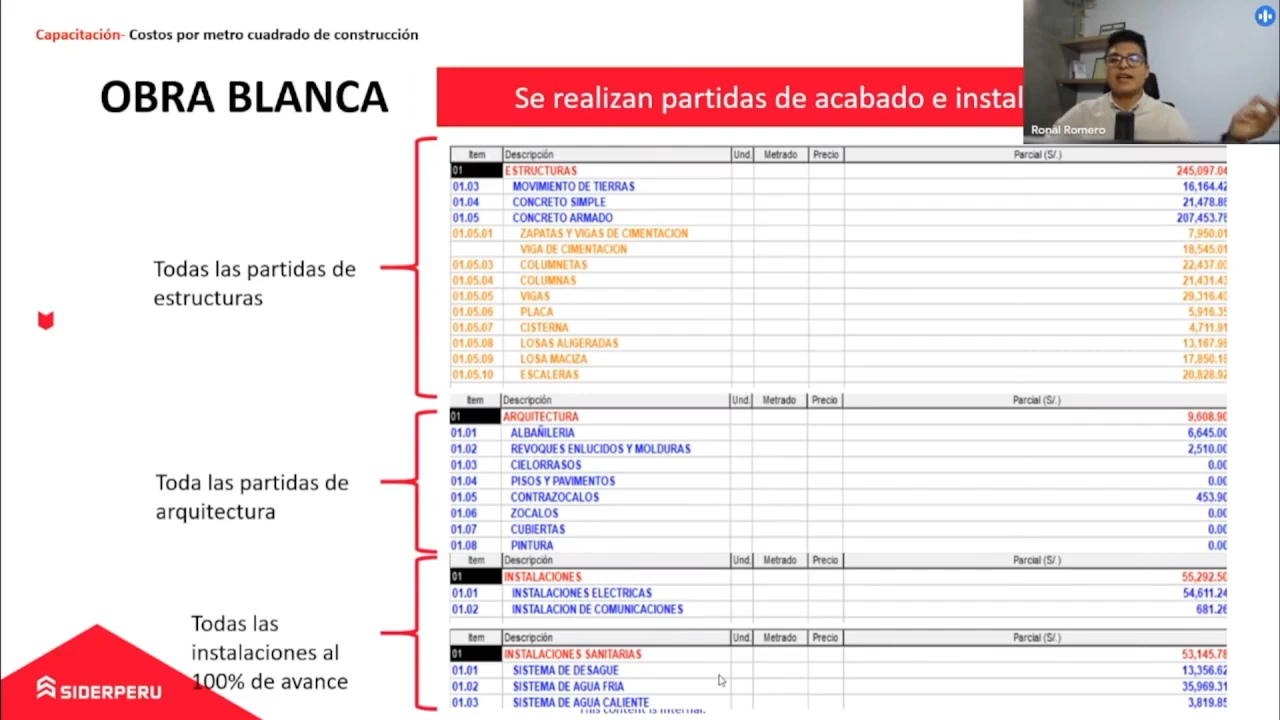 Capacitación- Costos por metro cuadrado de construcción
OBRA BLANCA
Se realizan partidas de acabado e instal
Ronal Romero
Todas las partidas de
estructuras
Item Descripción Und. Metrado Precio Parcial (S/.)
01 ESTRUCTURAS 245,097.04
01.03 MOVIMIENTO DE TIERRAS 16,164.42
01.04 CONCRETO SIMPLE 21,478.86
01.05 CONCRETO ARMADO 207,453.76
01.05.01 ZAPATAS Y VIGAS DE CIMENTACION 7,950.01
VIGA DE CIMENTACION 18,545.01
01.05.03 COLUMNETAS 22,437.00
01.05.04 COLUMNAS 21,431.43
01.05.05 VIGAS 29,316.40
01.05.06 PLACA 5,916.35
01.05.07 CISTERNA 4,711.91
01.05.08 LOSAS ALIGERADAS 13,167.98
01.05.09 LOSA MACIZA 17,850.18
01.05.10 ESCALERAS 20,828.92
Toda las partidas de
arquitectura
Item Descripción Und. Metrado Precio Parcial (S/.)
01 ARQUITECTURA 9,608.90
01.01 ALBAÑILERIA 6,645.00
01.02 REVOQUES ENLUCIDOS Y MOLDURAS 2,510.00
01.03 CIELORRASOS 0.00
01.04 PISOS Y PAVIMENTOS 0.00
01.05 CONTRAZOCALOS 453.90
01.06 ZOCALOS 0.00
01.07 CUBIERTAS 0.00
01.08 PINTURA 0.00
Todas las
instalaciones al
100% de avance
Item Descripción Und. Metrado Precio Parcial (S/.)
01 INSTALACIONES 55,292.50
01.01 INSTALACIONES ELECTRICAS 54,611.24
01.02 INSTALACION DE COMUNICACIONES 681.26
Item Descripción Und. Metrado Precio Parcial (S/.)
01 INSTALACIONES SANITARIAS 53,145.78
01.01 SISTEMA DE DESAGUE 13,356.62
01.02 SISTEMA DE AGUA FRIA 35,969.31
01.03 SISTEMA DE AGUA CALIENTE 3,819.85
This content is internal.
SIDERPERU